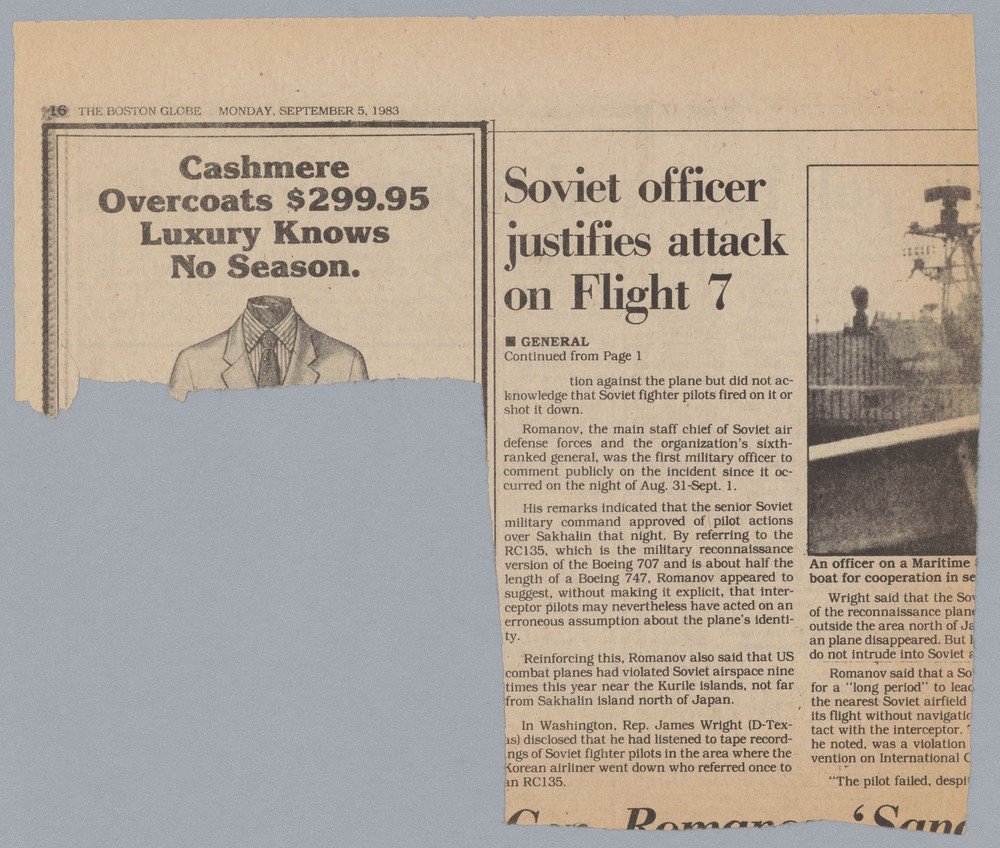 16 THE BOSTON GLOBE MONDAY, SEPTEMBER 5, 1983
Cashmere
Overcoats $299.95
Luxury Knows
No Season.
Soviet officer
justifies attack
on Flight 7
■ GENERAL
Continued from Page 1
tion against the plane but did not ac-
knowledge that Soviet fighter pilots fired on it or
shot it down.
Romanov, the main staff chief of Soviet air
defense forces and the organization's sixth-
ranked general, was the first military officer to
comment publicly on the incident since it oc-
curred on the night of Aug. 31-Sept. 1.
His remarks indicated that the senior Soviet
military command approved of pilot actions
over Sakhalin that night. By referring to the
RC135, which is the military reconnaissance
version of the Boeing 707 and is about half the
length of a Boeing 747, Romanov appeared to
suggest, without making it explicit, that inter-
ceptor pilots may nevertheless have acted on an
erroneous assumption about the plane's identi-
ty.
Reinforcing this, Romanov also said that US
combat planes had violated Soviet airspace nine
times this year near the Kurile islands, not far
from Sakhalin island north of Japan.
In Washington, Rep. James Wright (D-Tex-
as) disclosed that he had listened to tape record-
ings of Soviet fighter pilots in the area where the
Korean airliner went down who referred once to
an RC135.
An officer on a Maritime
boat for cooperation in se
Wright said that the Sov
of the reconnaissance plane
outside the area north of Ja
an plane disappeared. But
do not intrude into Soviet a
Romanov said that a So
for a "long period" to lead
the nearest Soviet airfield
its flight without navigatio
tact with the interceptor.
he noted, was a violation
vention on International C
"The pilot failed, despit
Gen. Romanov 'Sand